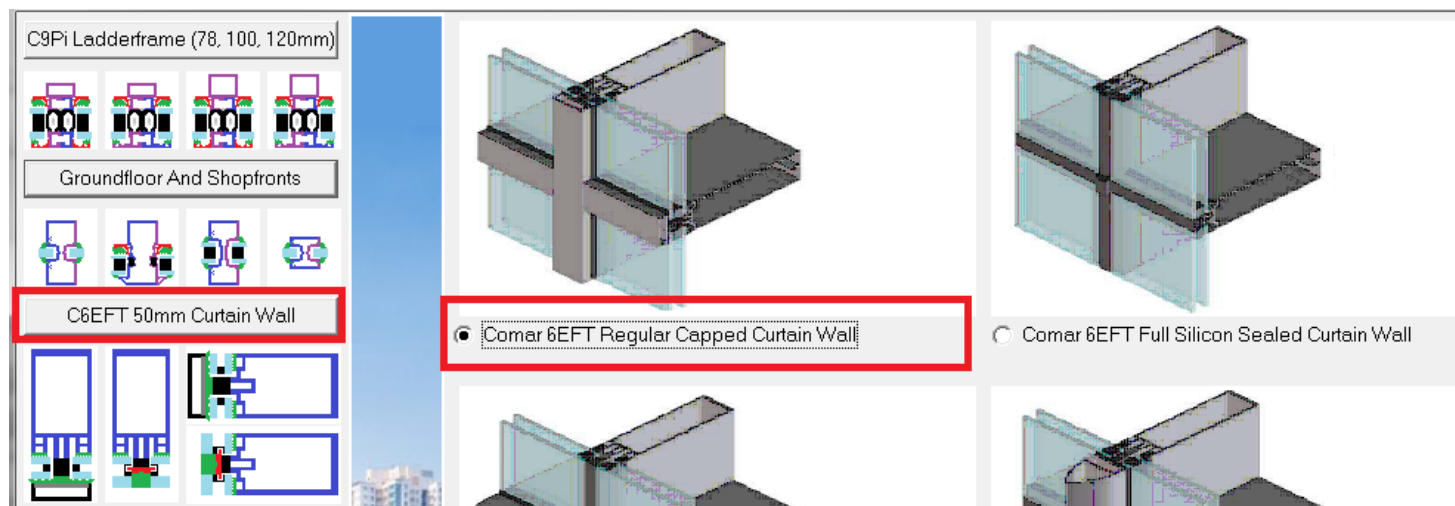 C9Pi Ladderframe (78, 100, 120mm)
Groundfloor And Shopfronts
C6EFT 50mm Curtain Wall
Comar 6EFT Regular Capped Curtain Wall
Comar 6EFT Full Silicon Sealed Curtain Wall